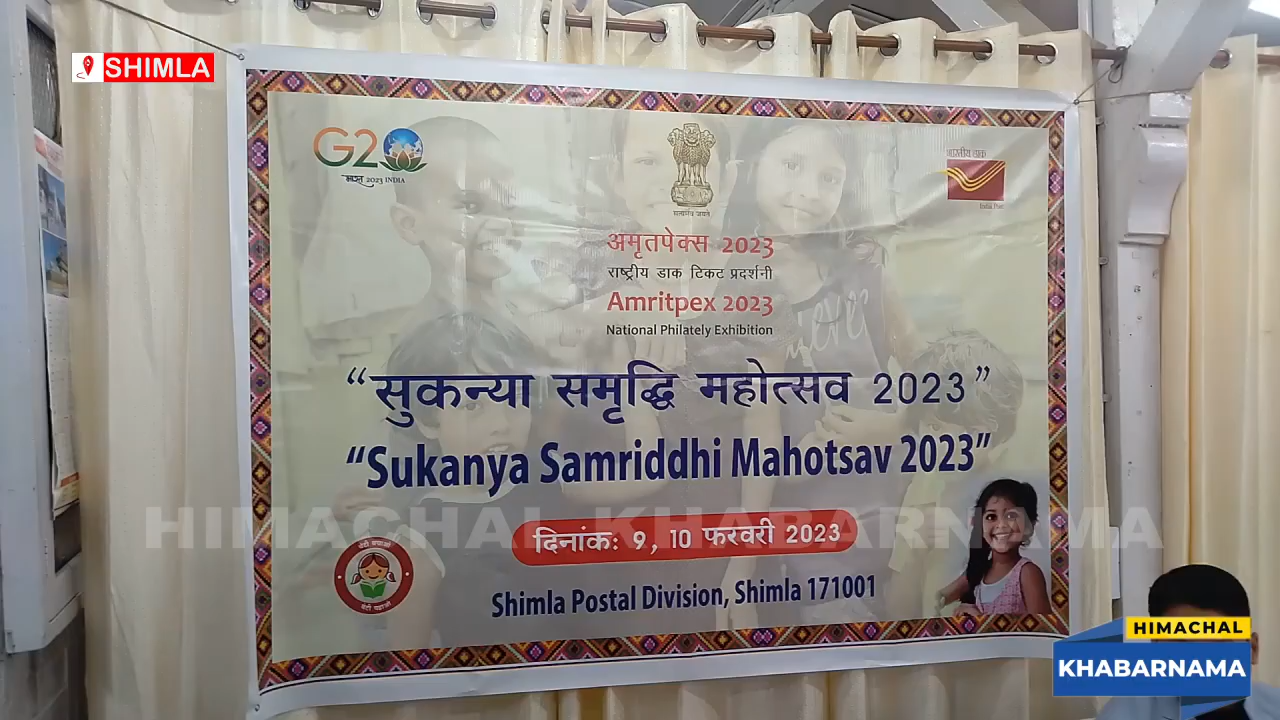 SHIMLA
G20
भारत 2023 INDIA
सत्यमेव जयते
भारतीय डाक
India Post
अमृतपेक्स 2023
राष्ट्रीय डाक टिकट प्रदर्शनी
Amritpex 2023
National Philately Exhibition
“सुकन्या समृद्धि महोत्सव 2023”
“Sukanya Samriddhi Mahotsav 2023”
HIMACHAL KHABARNAMA
दिनांक: 9, 10 फरवरी 2023
बेटी बचाओ
बेटी पढ़ाओ
Shimla Postal Division, Shimla 171001
HIMACHAL
KHABARNAMA